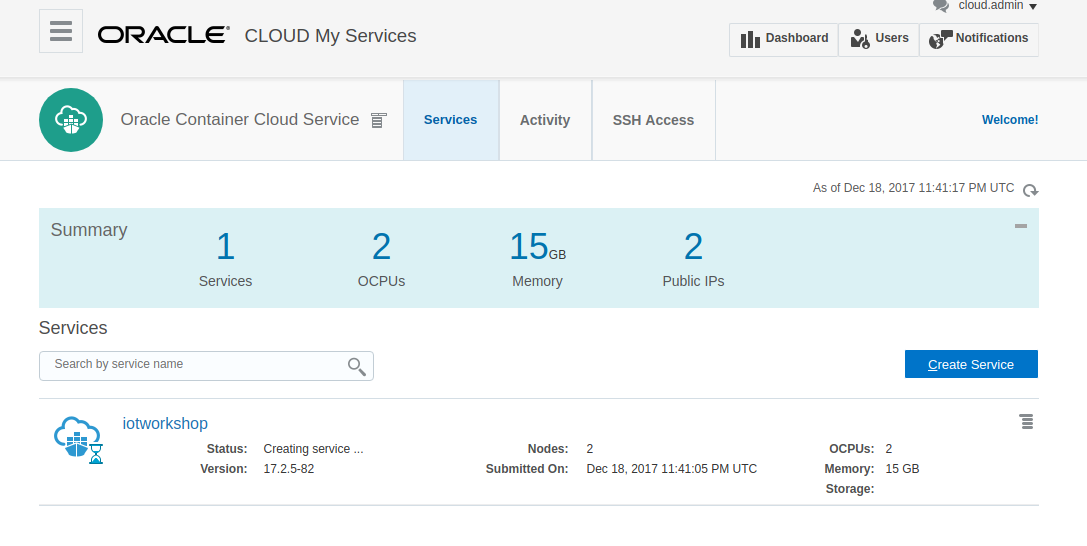 cloud.admin
ORACLE® CLOUD My Services
Dashboard Users Notifications
Oracle Container Cloud Service Services Activity SSH Access Welcome!
As of Dec 18, 2017 11:41:17 PM UTC
Summary
1 2 15 GB 2
Services OCPUs Memory Public IPs
Services
Search by service name
Create Service
iotworkshop
Status: Creating service ... Nodes: 2 OCPUs: 2
Version: 17.2.5-82 Submitted On: Dec 18, 2017 11:41:05 PM UTC Memory: 15 GB
Storage: